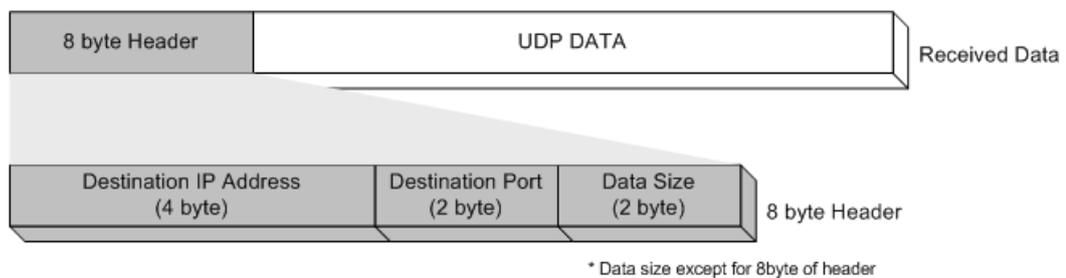 8 byte Header
UDP DATA
Received Data
Destination IP Address
(4 byte)
Destination Port
(2 byte)
Data Size
(2 byte)
8 byte Header
* Data size except for 8byte of header